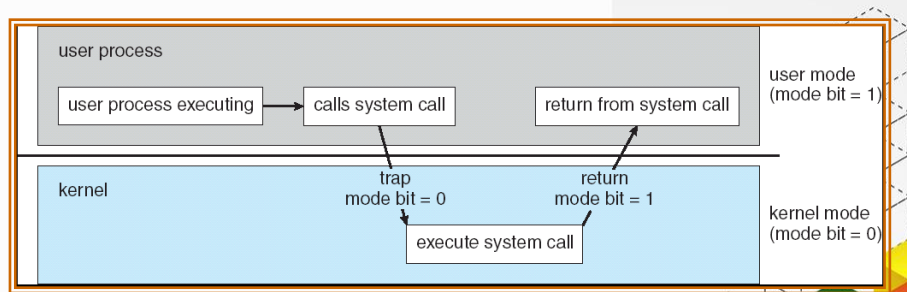 user process
user process executing
calls system call
return from system call
user mode
(mode bit = 1)
trap
mode bit = 0
return
mode bit = 1
kernel
execute system call
kernel mode
(mode bit = 0)